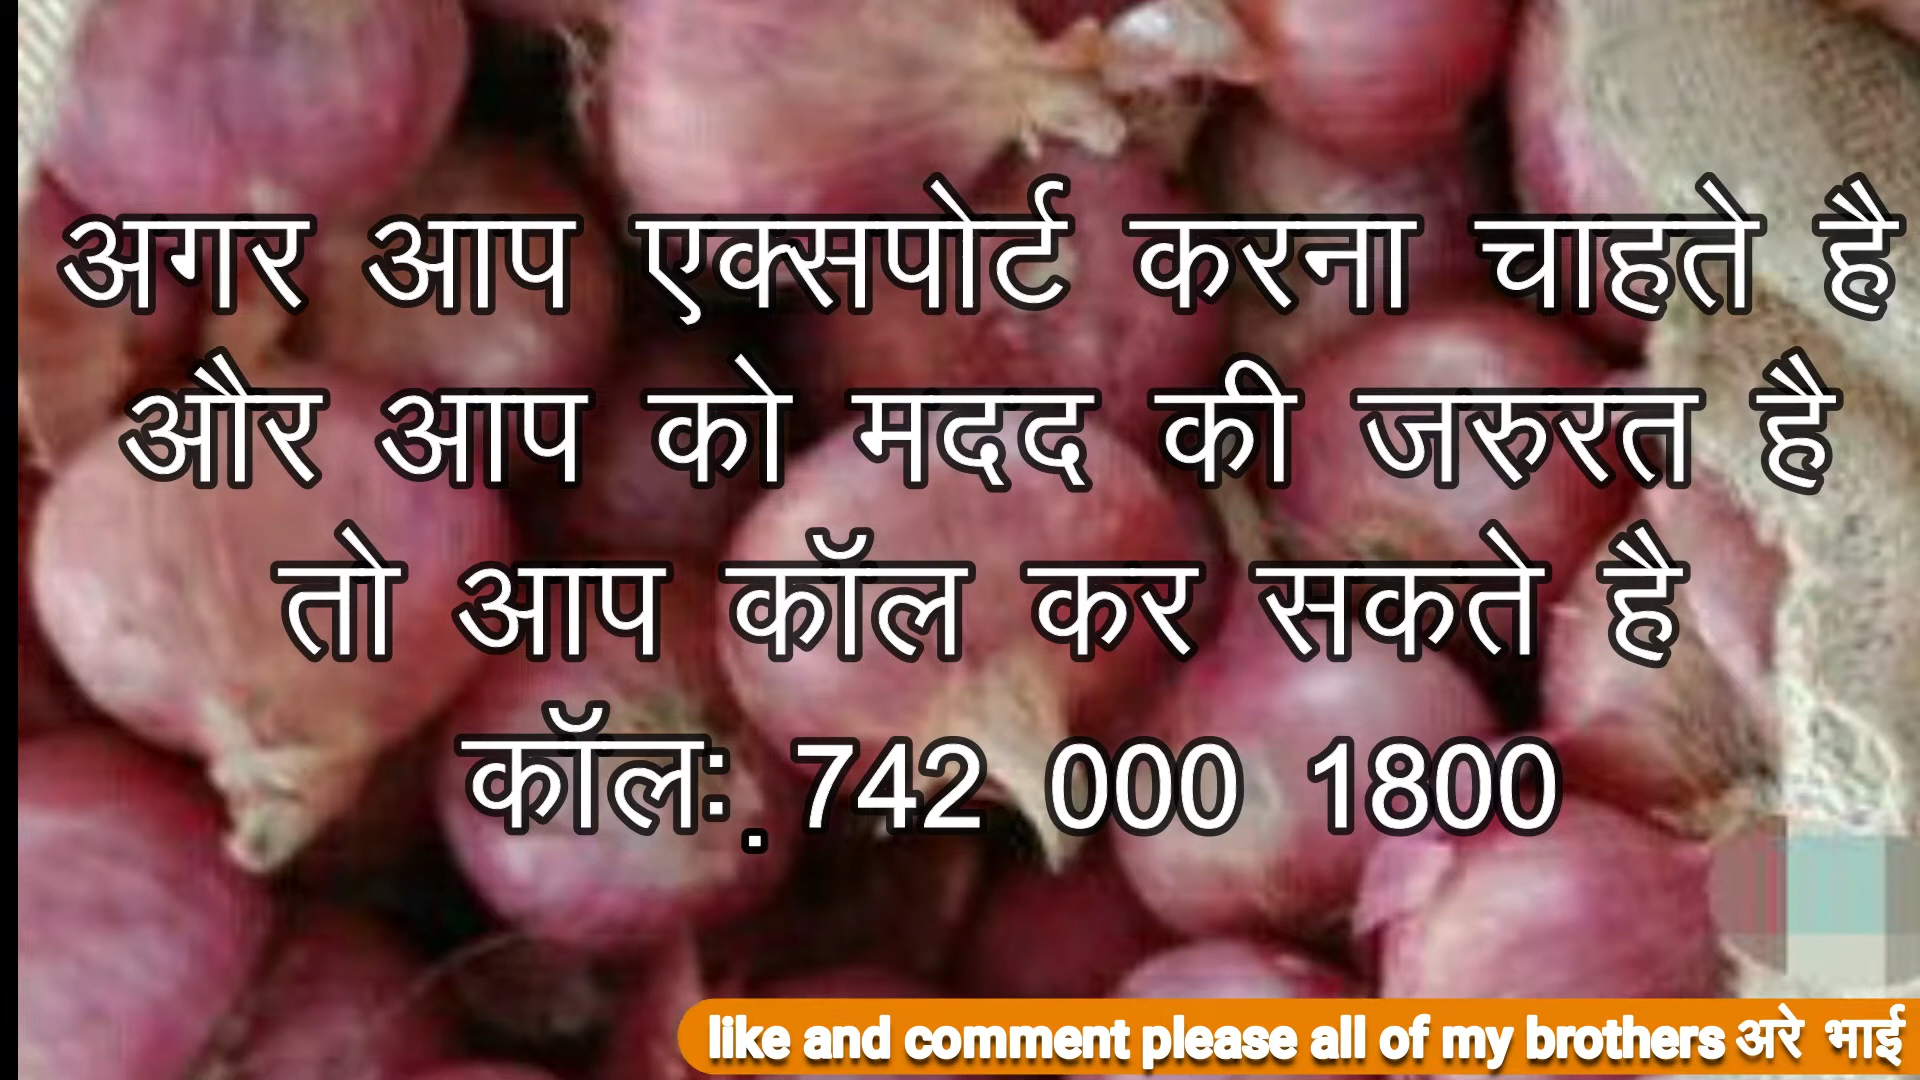 अगर आप एक्सपोर्ट करना चाहते है
और आप को मदद की जरुरत है
तो आप कॉल कर सकते है
कॉलः. 742 000 1800
like and comment please all of my brothers अरे भाई